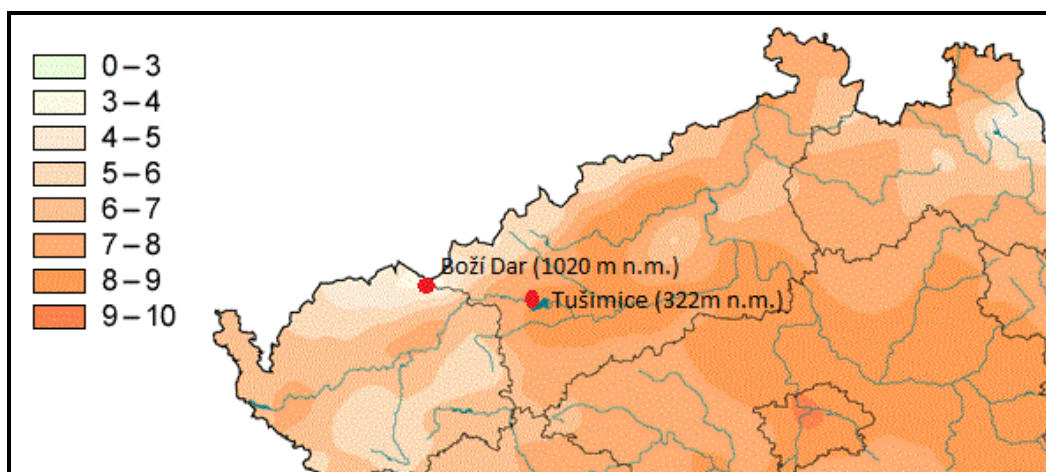 0 – 3
3 – 4
4 – 5
5 – 6
6 – 7
7 – 8
8 – 9
9 – 10
Boží Dar (1020 m n.m.)
Tušimice (322m n.m.)